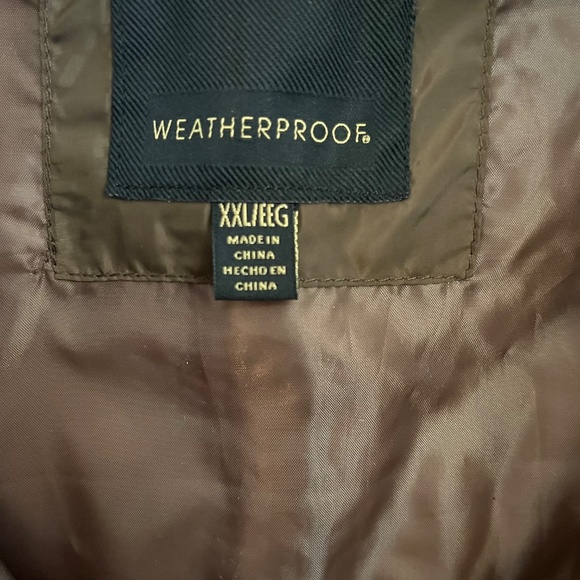 WEATHERPROOF®
XXL/EEG
MADE IN
CHINA
HECHO EN
CHINA